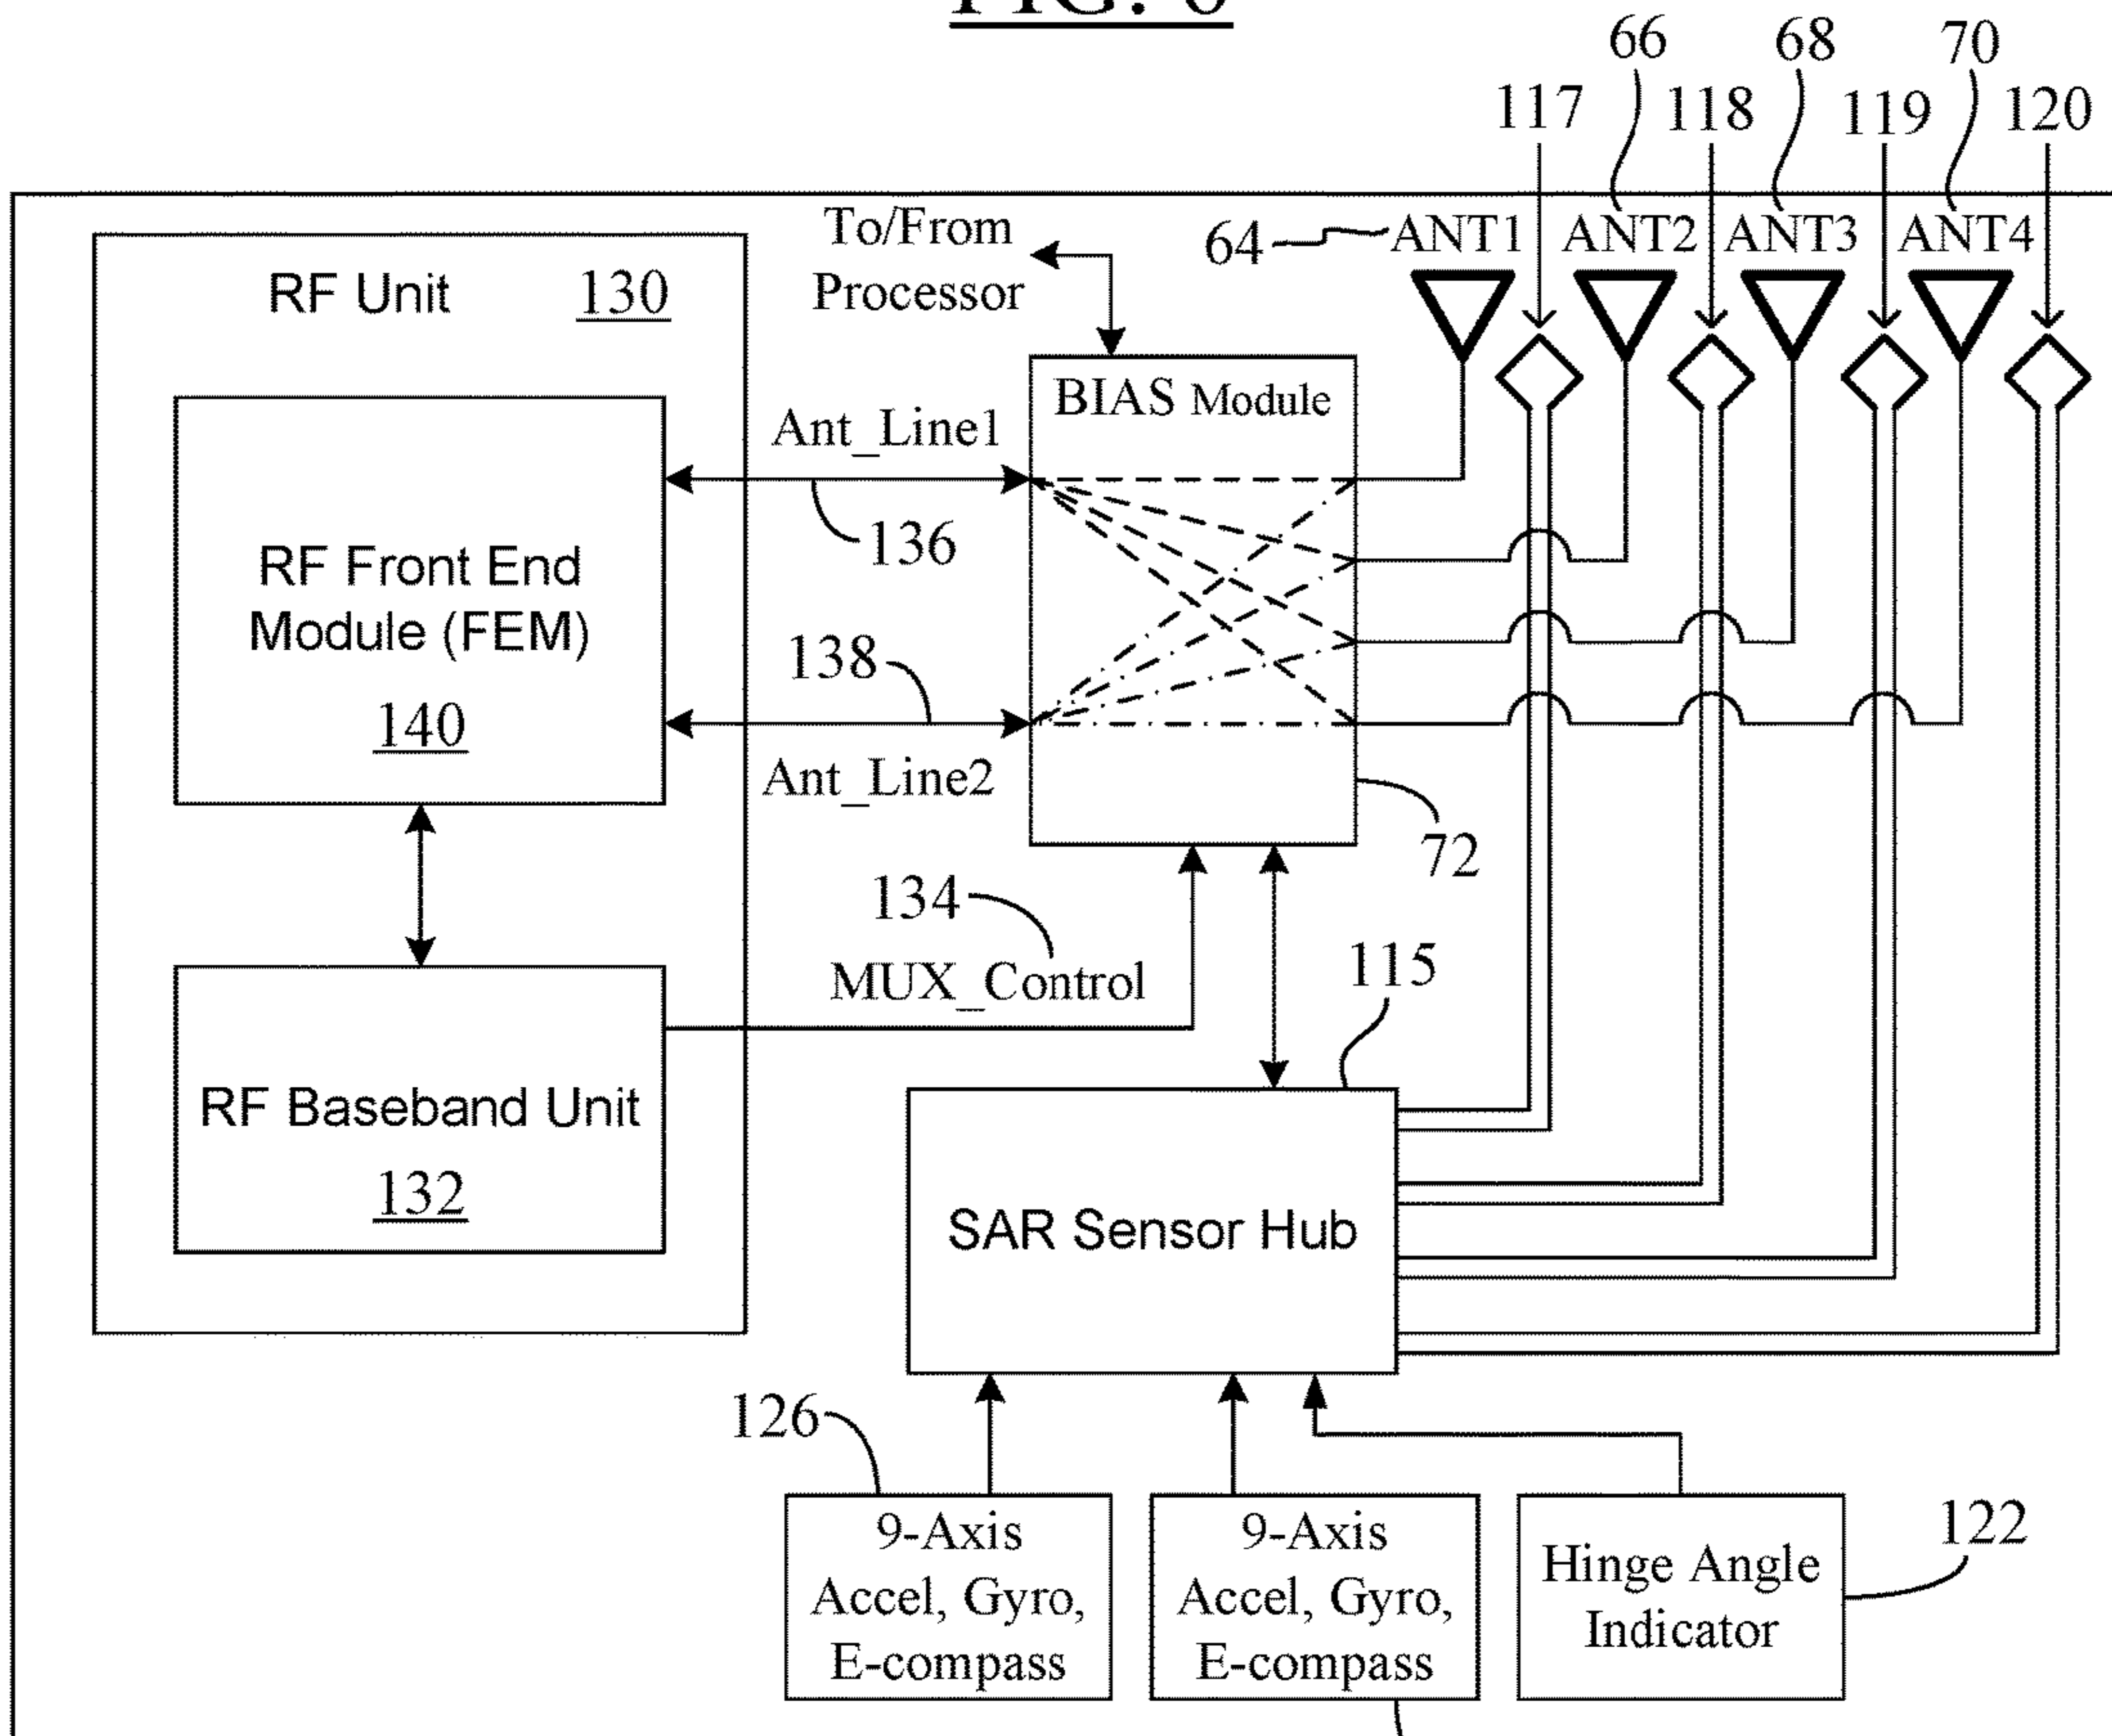 FIG. 6
66 68 70
117 118 119 120
To/From
Processor
64 ANT1 ANT2 ANT3 ANT4
RF Unit 130
BIAS Module
Ant_Line1
136
RF Front End
Module (FEM)
140
138
Ant_Line2
72
134
MUX_Control
115
RF Baseband Unit
132
SAR Sensor Hub
126
9-Axis
Accel, Gyro,
E-compass
9-Axis
Accel, Gyro,
E-compass
Hinge Angle
Indicator
122